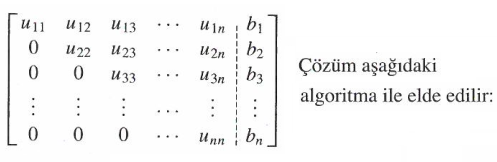 u11 u12 u13 ⋯ u1n b1
0 u22 u23 ⋯ u2n b2
0 0 u33 ⋯ u3n b3
⋮ ⋮ ⋮ ⋱ ⋮ ⋮
0 0 0 ⋯ unn bn
Çözüm aşağıdaki
algoritma ile elde edilir: